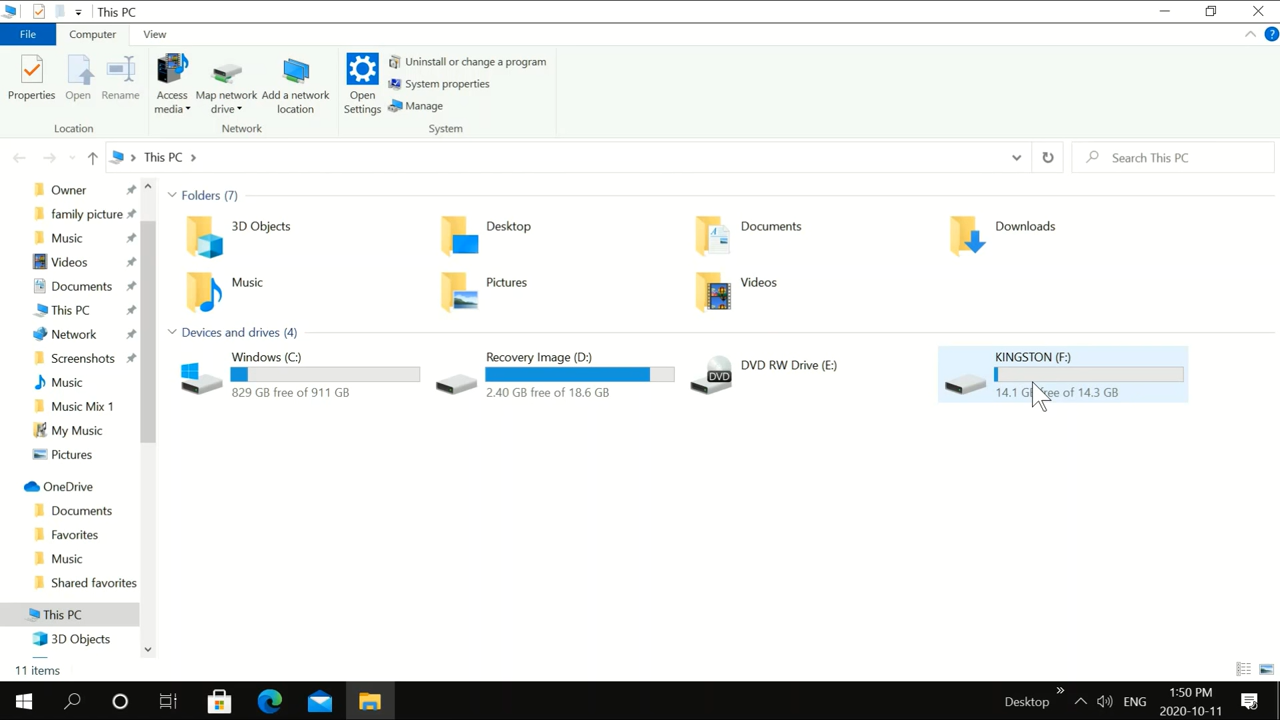 This PC
File Computer View
Properties Open Rename Access media Map network drive Add a network location Open Settings
Uninstall or change a program
System properties
Manage
Location Network System
This PC
Search This PC
Owner
family picture
Music
Videos
Documents
This PC
Network
Screenshots
Music
Music Mix 1
My Music
Pictures
OneDrive
Documents
Favorites
Music
Shared favorites
This PC
3D Objects
Folders (7)
3D Objects Desktop Documents Downloads
Music Pictures Videos
Devices and drives (4)
Windows (C:)
829 GB free of 911 GB
Recovery Image (D:)
2.40 GB free of 18.6 GB
DVD
DVD RW Drive (E:)
KINGSTON (F:)
14.1 GB free of 14.3 GB
11 items
Desktop ENG
1:50 PM
2020-10-11